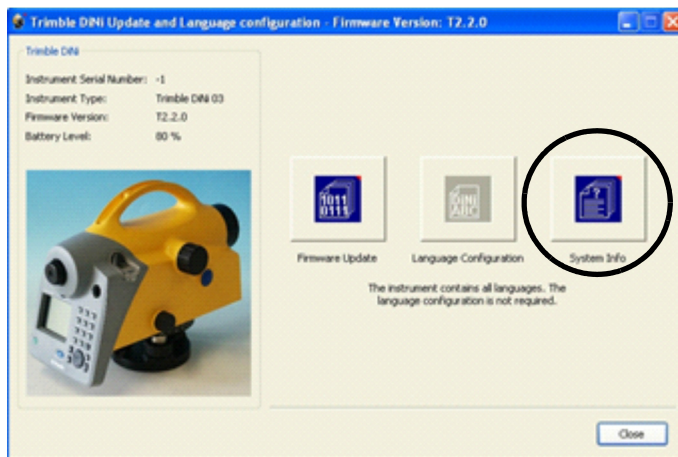 Trimble DiNi Update and Language configuration - Firmware Version: T2.2.0
Trimble DiNi
Instrument Serial Number: -1
Instrument Type: Trimble DiNi 03
Firmware Version: T2.2.0
Battery Level: 80 %
1011
0111
DiNi
ABC
?
Firmware Update
Language Configuration
System Info
The instrument contains all languages. The
language configuration is not required.
Close